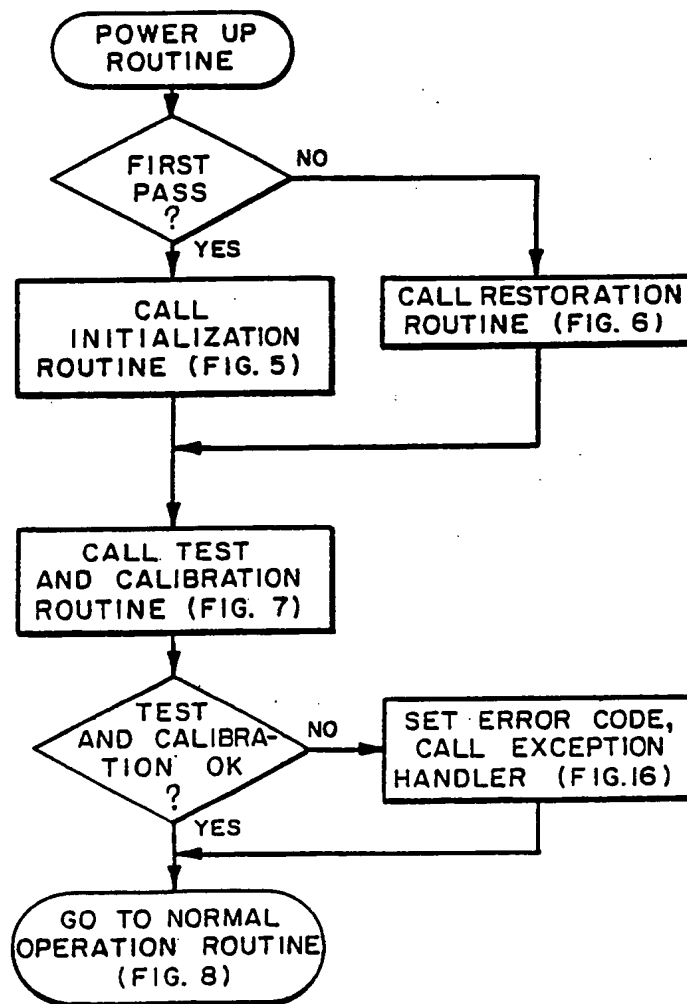 POWER UP
ROUTINE
FIRST
PASS
?
NO
YES
CALL
INITIALIZATION
ROUTINE (FIG. 5)
CALL RESTORATION
ROUTINE (FIG. 6)
CALL TEST
AND CALIBRATION
ROUTINE (FIG. 7)
TEST
AND CALIBRA-
TION OK
?
NO
YES
SET ERROR CODE,
CALL EXCEPTION
HANDLER (FIG.16)
GO TO NORMAL
OPERATION ROUTINE
(FIG. 8)